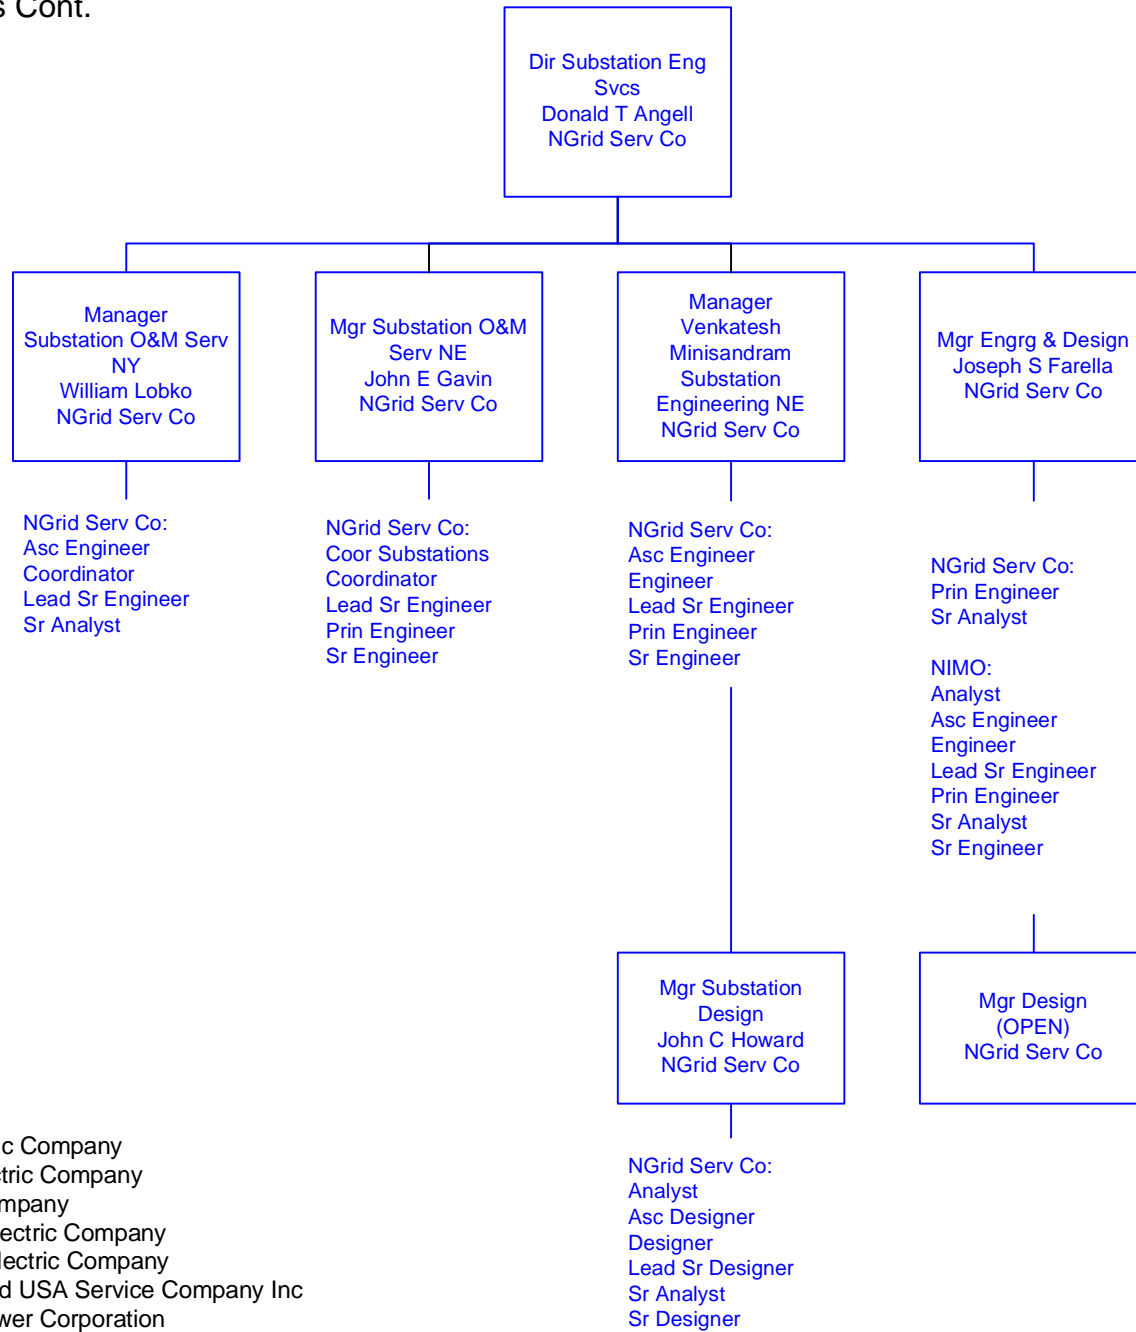 s Cont.
Dir Substation Eng
Svcs
Donald T Angell
NGrid Serv Co
Manager
Substation O&M Serv
NY
William Lobko
NGrid Serv Co
Mgr Substation O&M
Serv NE
John E Gavin
NGrid Serv Co
Manager
Venkatesh
Minisandram
Substation
Engineering NE
NGrid Serv Co
Mgr Engrg & Design
Joseph S Farella
NGrid Serv Co
NGrid Serv Co:
Asc Engineer
Coordinator
Lead Sr Engineer
Sr Analyst
NGrid Serv Co:
Coor Substations
Coordinator
Lead Sr Engineer
Prin Engineer
Sr Engineer
NGrid Serv Co:
Asc Engineer
Engineer
Lead Sr Engineer
Prin Engineer
Sr Engineer
NGrid Serv Co:
Prin Engineer
Sr Analyst
NIMO:
Analyst
Asc Engineer
Engineer
Lead Sr Engineer
Prin Engineer
Sr Analyst
Sr Engineer
Mgr Substation
Design
John C Howard
NGrid Serv Co
Mgr Design
(OPEN)
NGrid Serv Co
NGrid Serv Co:
Analyst
Asc Designer
Designer
Lead Sr Designer
Sr Analyst
Sr Designer
c Company
ctric Company
mpany
lectric Company
lectric Company
d USA Service Company Inc
wer Corporation